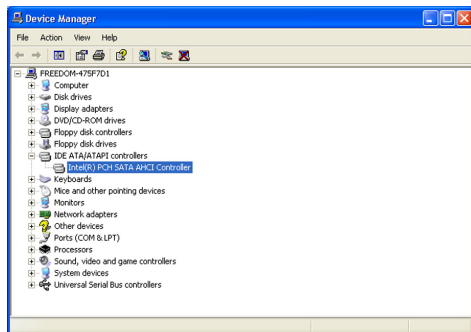 Device Manager
File Action View Help
FREEDOM-475F7D1
Computer
Disk drives
Display adapters
DVD/CD-ROM drives
Floppy disk controllers
Floppy disk drives
IDE ATA/ATAPI controllers
Intel(R) PCH SATA AHCI Controller
Keyboards
Mice and other pointing devices
Monitors
Network adapters
Other devices
Ports (COM & LPT)
Processors
Sound, video and game controllers
System devices
Universal Serial Bus controllers